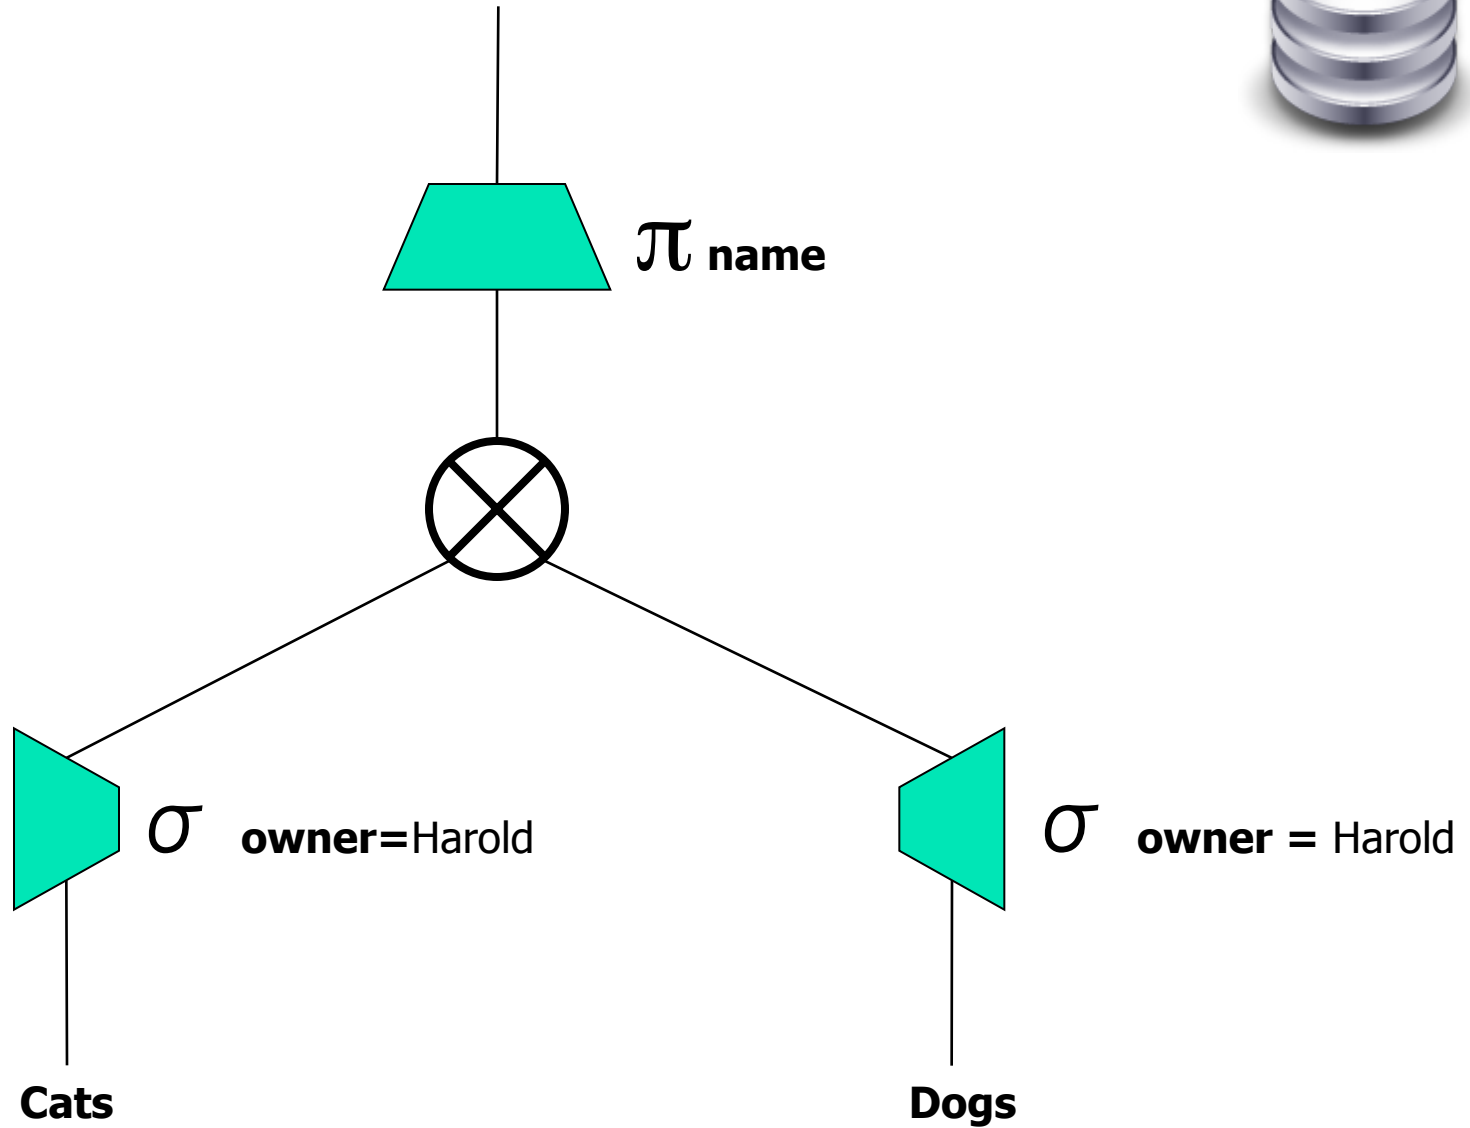 π name
σ owner=Harold
σ owner = Harold
Cats
Dogs